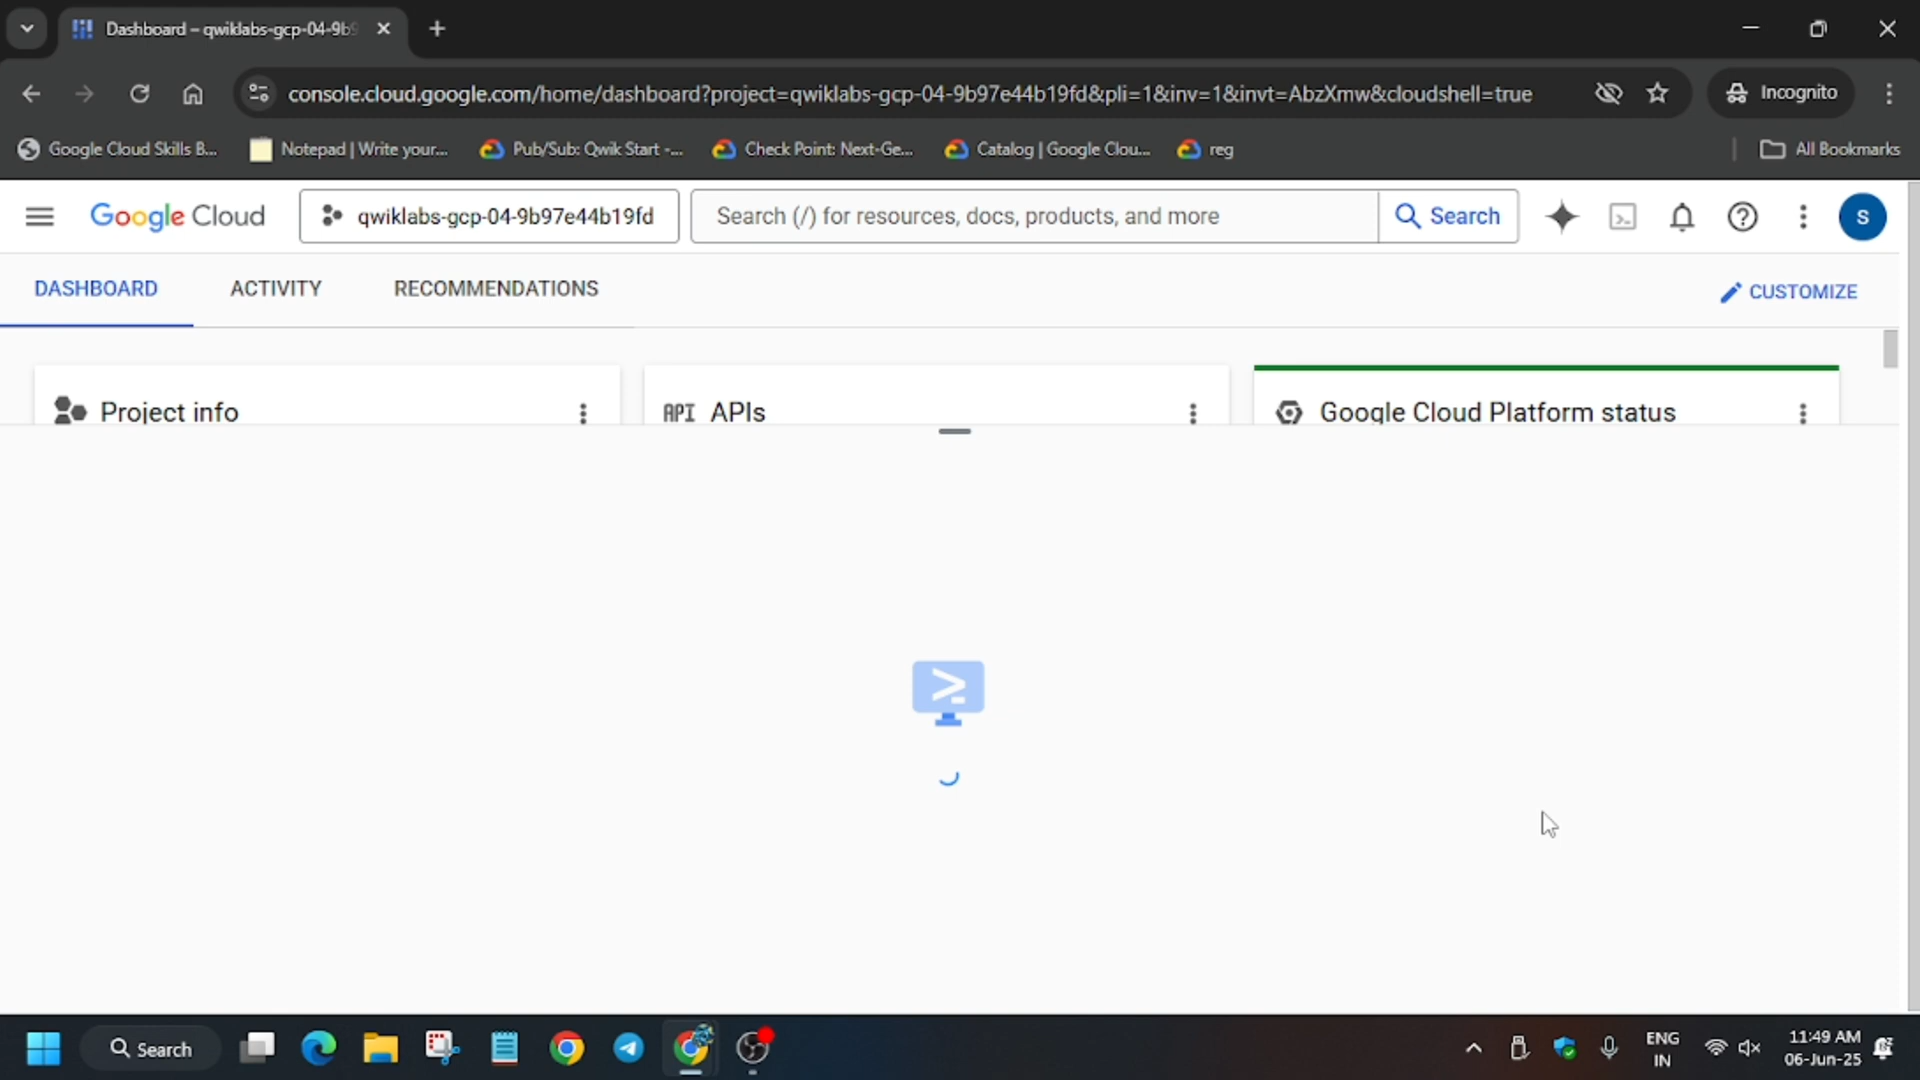 Dashboard – qwiklabs-gcp-04-9b9
console.cloud.google.com/home/dashboard?project=qwiklabs-gcp-04-9b97e44b19fd&pli=1&inv=1&invt=AbzXmw&cloudshell=true
Incognito
Google Cloud Skills B...
Notepad | Write your...
Pub/Sub: Qwik Start -...
Check Point: Next-Ge...
Catalog | Google Clou...
reg
All Bookmarks
Google Cloud
qwiklabs-gcp-04-9b97e44b19fd
Search (/) for resources, docs, products, and more
Search
S
DASHBOARD
ACTIVITY
RECOMMENDATIONS
CUSTOMIZE
Project info
API APIs
Google Cloud Platform status
Search
ENG
IN
11:49 AM
06-Jun-25